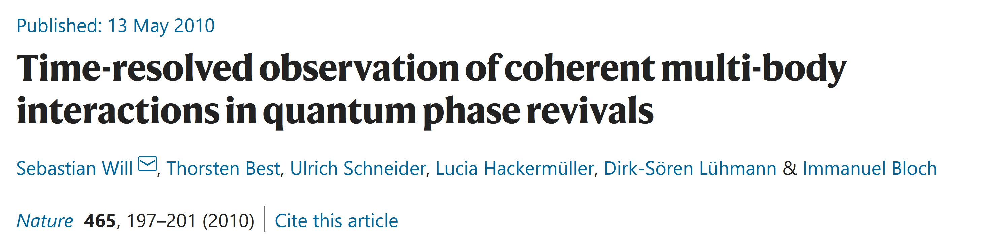 Published: 13 May 2010
Time-resolved observation of coherent multi-body
interactions in quantum phase revivals
Sebastian Will, Thorsten Best, Ulrich Schneider, Lucia Hackermüller, Dirk-Sören Lühmann & Immanuel Bloch
Nature 465, 197–201 (2010) | Cite this article